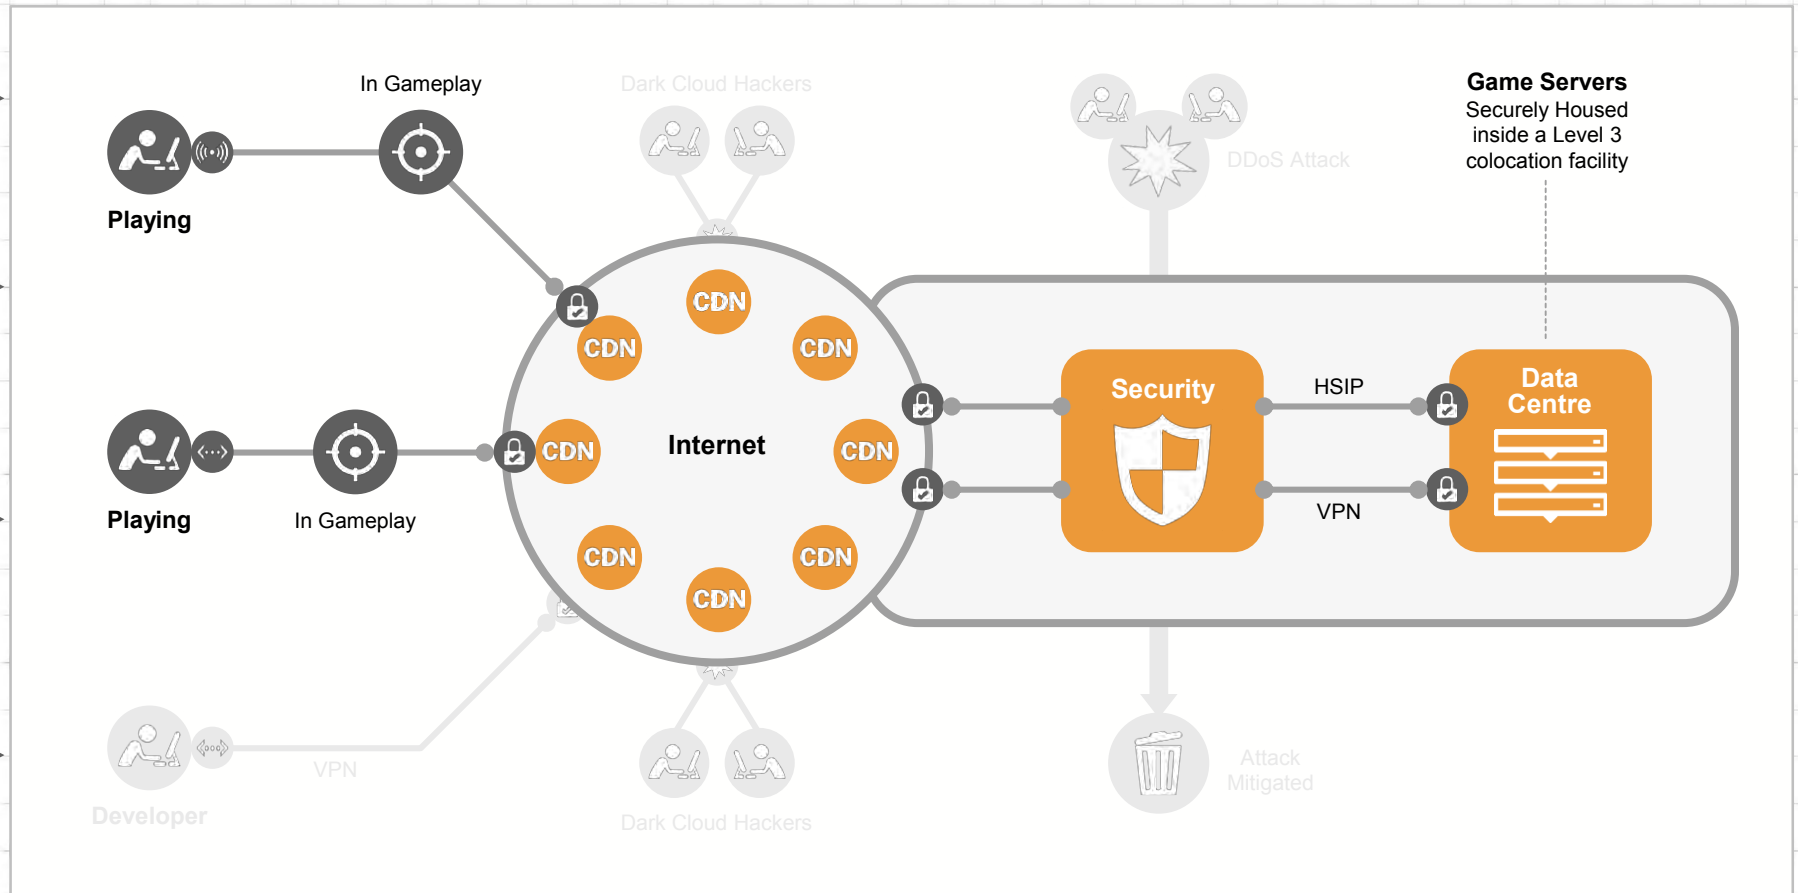 In Gameplay
Dark Cloud Hackers
Game Servers
Securely Housed
inside a Level 3
colocation facility
DDoS Attack
Playing
CDN
CDN
CDN
Security
HSIP
Data
Centre
Internet
CDN
CDN
Playing
In Gameplay
VPN
CDN
CDN
CDN
VPN
Attack
Mitigated
Developer
Dark Cloud Hackers